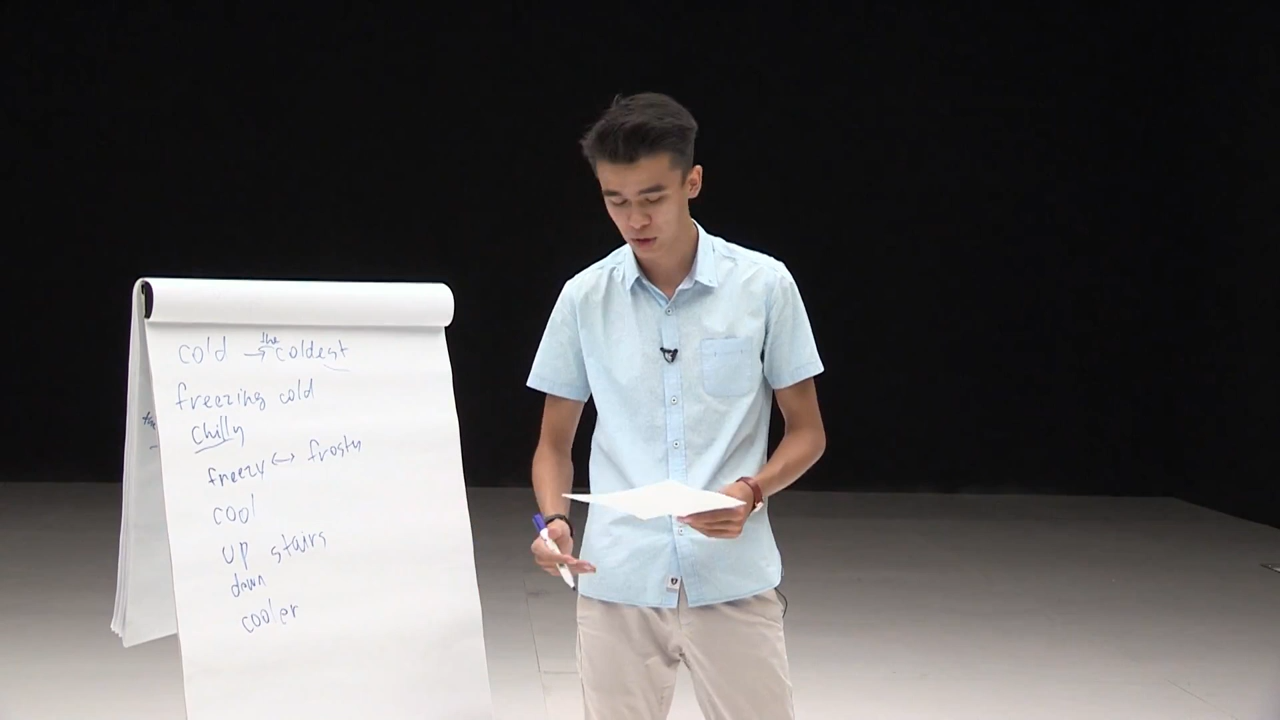 cold → the coldest
freezing cold
chilly
freezy ↔ frosty
cool
up stairs
down
cooler